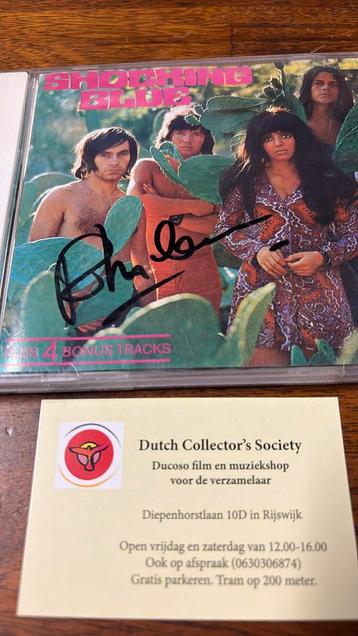 SHOCKING
BLUE
PLUS 4 BONUS TRACKS
Dutch Collector's Society
Ducoso film en muziekshop
voor de verzamelaar
Diepenhorstlaan 10D in Rijswijk
Open vrijdag en zaterdag van 12.00-16.00
Ook op afspraak (0630306874)
Gratis parkeren. Tram op 200 meter.